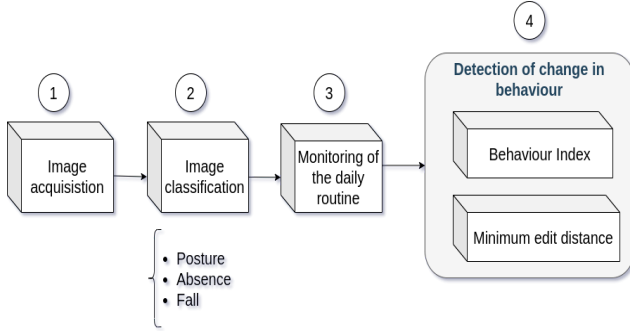 1
2
3
4
Image
acquisistion
Image
classification
Monitoring of
the daily
routine
Detection of change in
behaviour
Behaviour Index
Minimum edit distance
• Posture
• Absence
• Fall